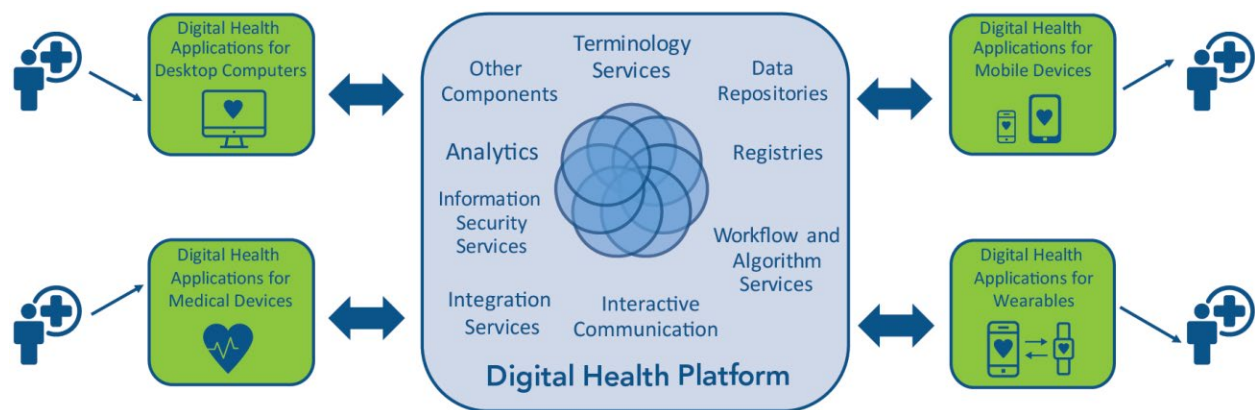 Digital Health
Applications for
Desktop Computers
Digital Health
Applications for
Medical Devices
Terminology
Services
Other
Components
Data
Repositories
Analytics
Registries
Information
Security
Services
Workflow and
Algorithm
Services
Integration
Services
Interactive
Communication
Digital Health Platform
Digital Health
Applications for
Mobile Devices
Digital Health
Applications for
Wearables